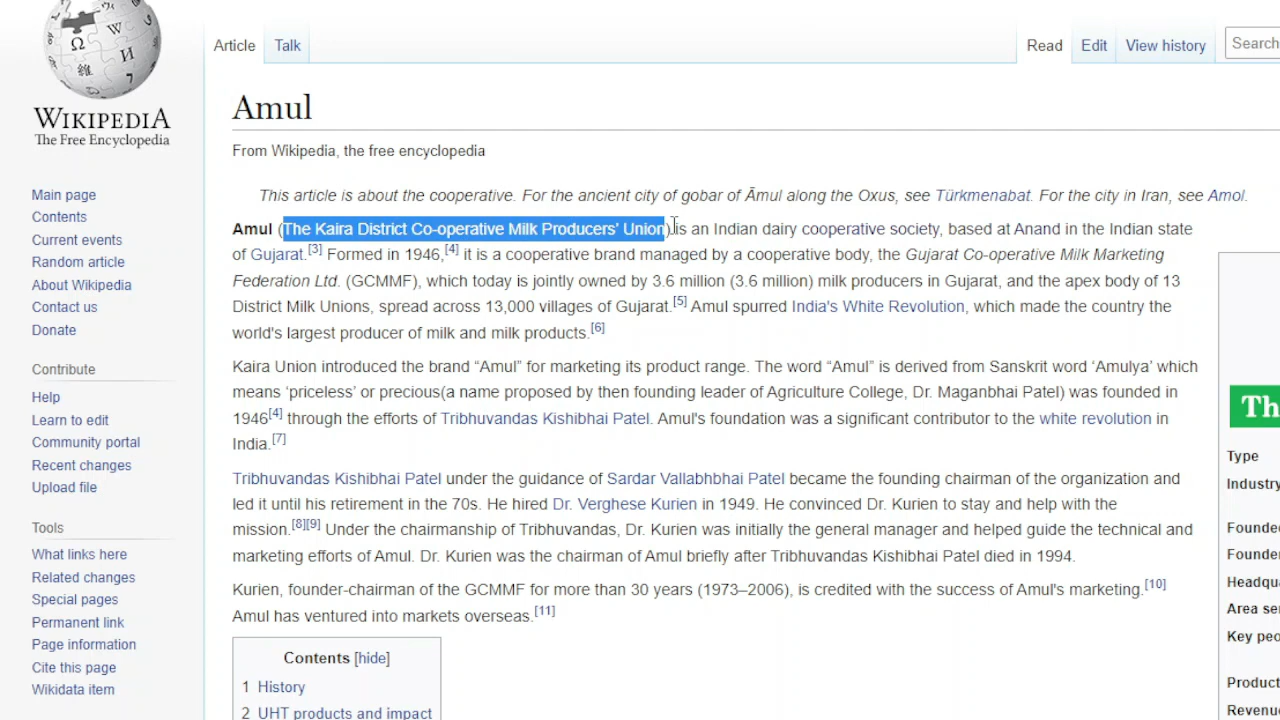 Article
Talk
Read
Edit
View history
Search
WIKIPEDIA
The Free Encyclopedia
Amul
From Wikipedia, the free encyclopedia
This article is about the cooperative. For the ancient city of gobar of Āmul along the Oxus, see Türkmenabat. For the city in Iran, see Amol.
Amul (The Kaira District Co-operative Milk Producers' Union) is an Indian dairy cooperative society, based at Anand in the Indian state
of Gujarat.[3] Formed in 1946,[4] it is a cooperative brand managed by a cooperative body, the Gujarat Co-operative Milk Marketing
Federation Ltd. (GCMMF), which today is jointly owned by 3.6 million (3.6 million) milk producers in Gujarat, and the apex body of 13
District Milk Unions, spread across 13,000 villages of Gujarat.[5] Amul spurred India's White Revolution, which made the country the
world's largest producer of milk and milk products.[6]
Kaira Union introduced the brand “Amul” for marketing its product range. The word “Amul” is derived from Sanskrit word ‘Amulya’ which
means ‘priceless’ or precious(a name proposed by then founding leader of Agriculture College, Dr. Maganbhai Patel) was founded in
1946[4] through the efforts of Tribhuvandas Kishibhai Patel. Amul's foundation was a significant contributor to the white revolution in
India.[7]
Tribhuvandas Kishibhai Patel under the guidance of Sardar Vallabhbhai Patel became the founding chairman of the organization and
led it until his retirement in the 70s. He hired Dr. Verghese Kurien in 1949. He convinced Dr. Kurien to stay and help with the
mission.[8][9] Under the chairmanship of Tribhuvandas, Dr. Kurien was initially the general manager and helped guide the technical and
marketing efforts of Amul. Dr. Kurien was the chairman of Amul briefly after Tribhuvandas Kishibhai Patel died in 1994.
Kurien, founder-chairman of the GCMMF for more than 30 years (1973–2006), is credited with the success of Amul's marketing.[10]
Amul has ventured into markets overseas.[11]
Contents [hide]
1 History
2 UHT products and impact
Main page
Contents
Current events
Random article
About Wikipedia
Contact us
Donate
Contribute
Help
Learn to edit
Community portal
Recent changes
Upload file
Tools
What links here
Related changes
Special pages
Permanent link
Page information
Cite this page
Wikidata item
Th
Type
Industry
Founde
Founde
Headqua
Area se
Key peo
Product
Revenue